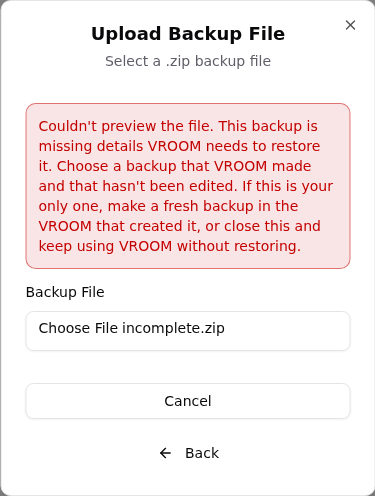 Upload Backup File
Select a .zip backup file
Couldn't preview the file. This backup is
missing details VROOM needs to restore
it. Choose a backup that VROOM made
and that hasn't been edited. If this is your
only one, make a fresh backup in the
VROOM that created it, or close this and
keep using VROOM without restoring.
Backup File
Choose File incomplete.zip
Cancel
Back